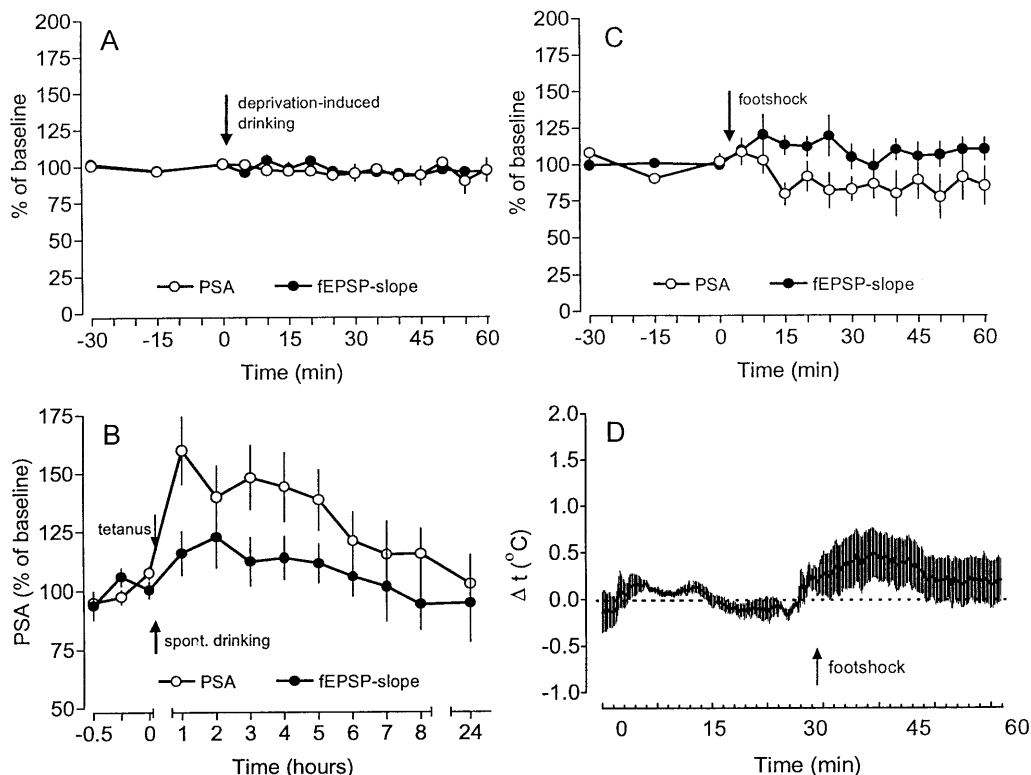 A
% of baseline
200
175
150
125
100
75
50
25
0
deprivation-induced
drinking
PSA
fEPSP-slope
-30
-15
0
15
30
45
60
Time (min)
C
% of baseline
200
175
150
125
100
75
50
25
0
footshock
PSA
fEPSP-slope
-30
-15
0
15
30
45
60
Time (min)
B
PSA (% of baseline)
175
150
125
100
75
50
tetanus
spont. drinking
PSA
fEPSP-slope
-0.5
0
1
2
3
4
5
6
7
8
24
Time (hours)
D
Δ t (°C)
2.0
1.5
1.0
0.5
0.0
-0.5
-1.0
footshock
0
15
30
45
60
Time (min)